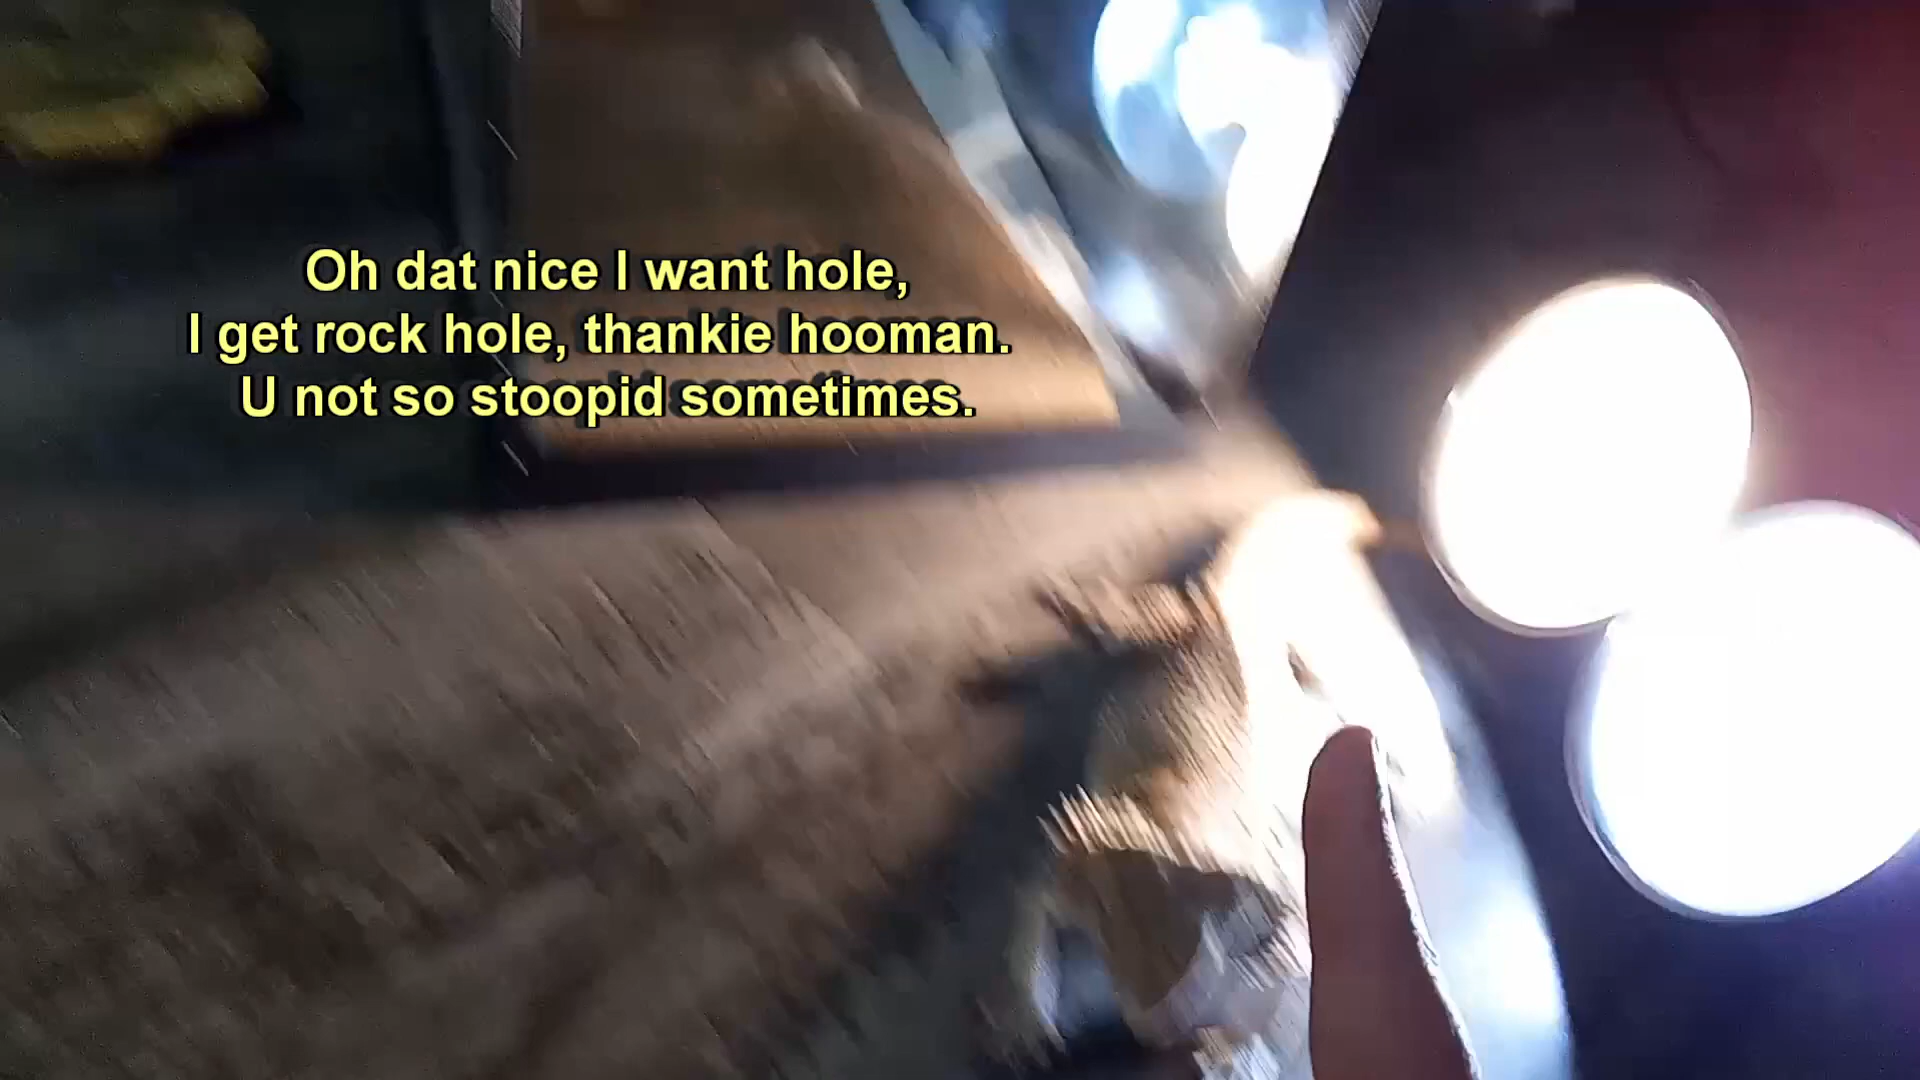 Oh dat nice I want hole,
I get rock hole, thankie hooman.
U not so stoopid sometimes.